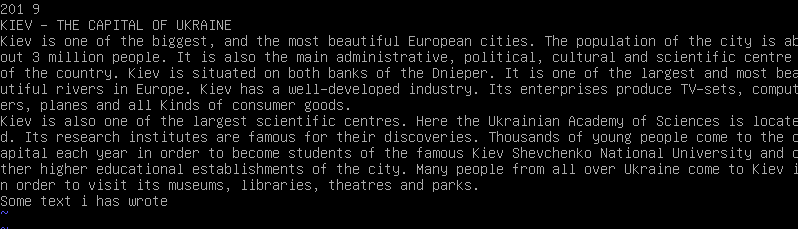 201 9
KIEV – THE CAPITAL OF UKRAINE
Kiev is one of the biggest, and the most beautiful European cities. The population of the city is ab
out 3 million people. It is also the main administrative, political, cultural and scientific centre
of the country. Kiev is situated on both banks of the Dnieper. It is one of the largest and most bea
utiful rivers in Europe. Kiev has a well-developed industry. Its enterprises produce TV-sets, comput
ers, planes and all Kinds of consumer goods.
Kiev is also one of the largest scientific centres. Here the Ukrainian Academy of Sciences is locate
d. Its research institutes are famous for their discoveries. Thousands of young people come to the c
apital each year in order to become students of the famous Kiev Shevchenko National University and o
ther higher educational establishments of the city. Many people from all over Ukraine come to Kiev i
n order to visit its museums, libraries, theatres and parks.
Some text i has wrote
~
~